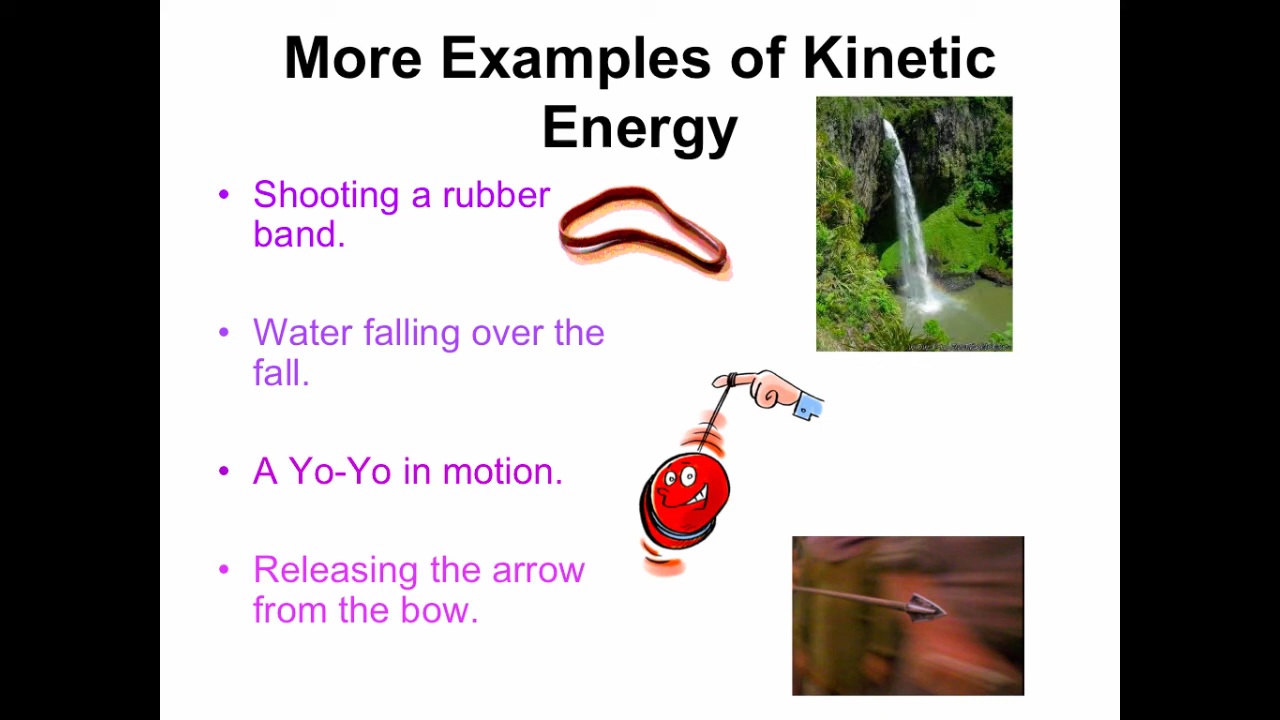 More Examples of Kinetic
Energy
• Shooting a rubber
band.
• Water falling over the
fall.
• A Yo-Yo in motion.
• Releasing the arrow
from the bow.